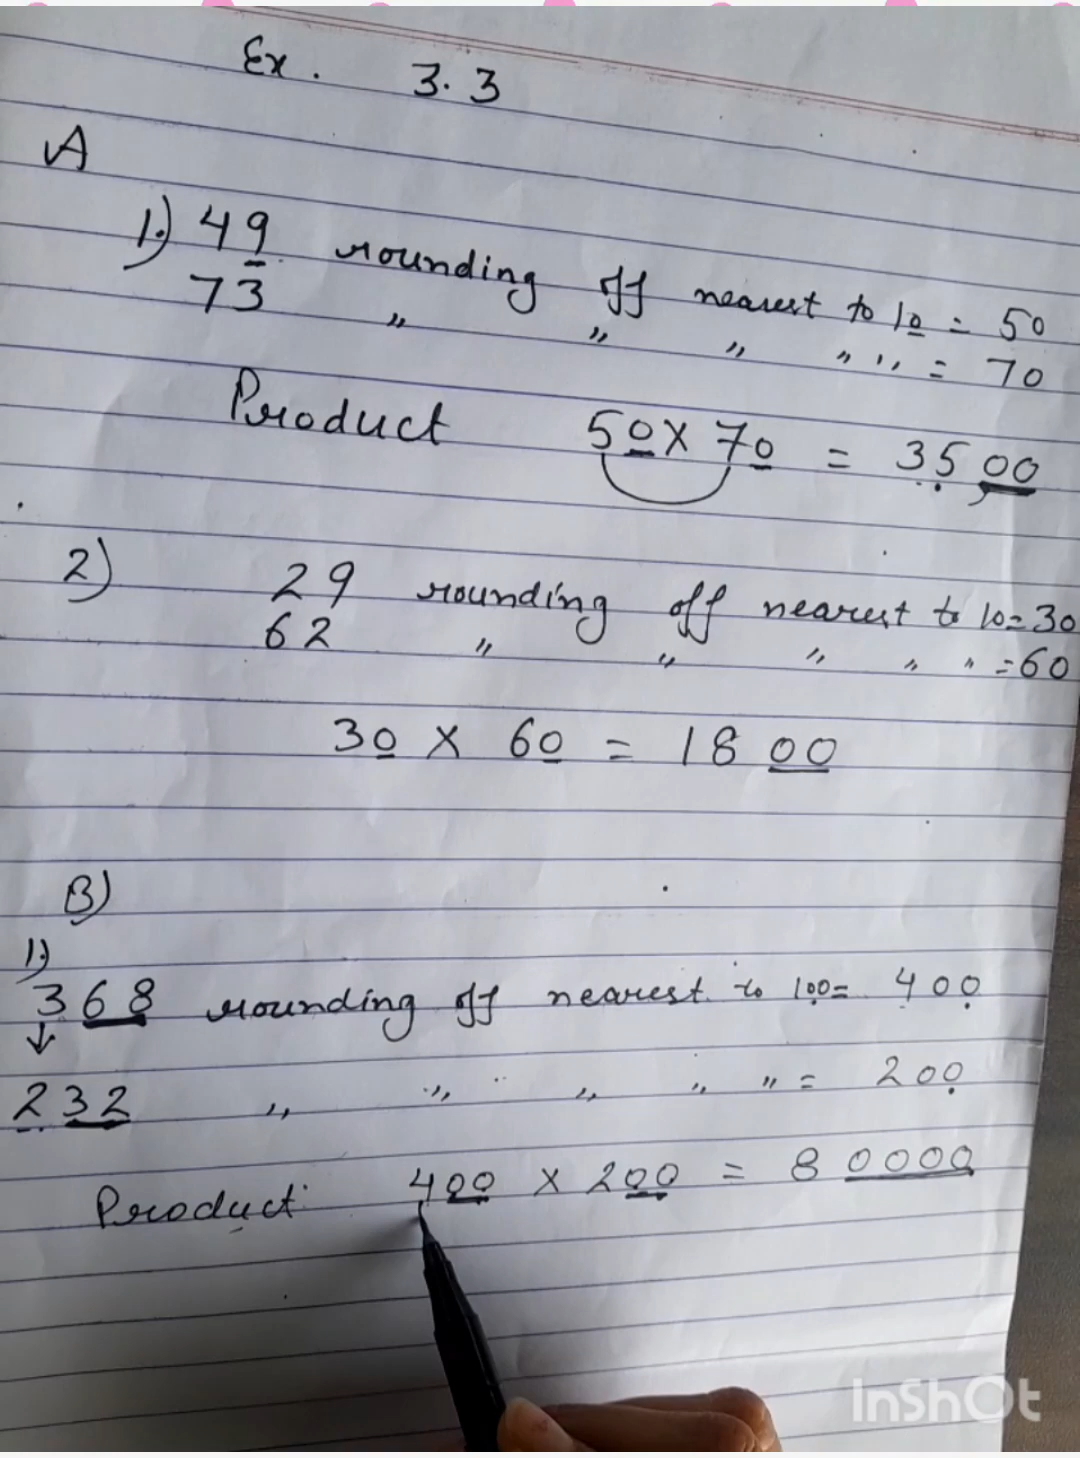 Ex. 3.3
A
1.) 49 rounding off nearest to 10 = 50
73 " " " " " = 70
Product 50 X 70 = 3500
2) 29 rounding off nearest to 10 = 30
62 " " " " " = 60
30 X 60 = 1800
B)
1.)
368 rounding off nearest to 100 = 400
232 " " " " " = 200
Product: 400 X 200 = 80000
InShOt